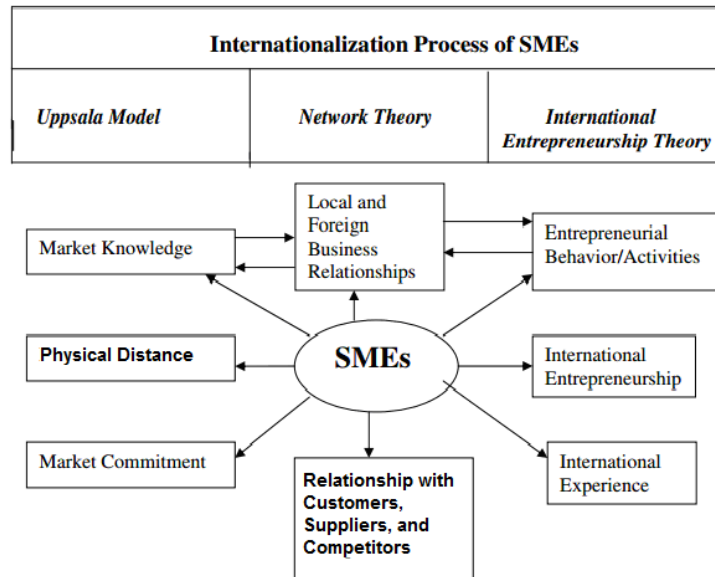 Internationalization Process of SMEs
Uppsala Model
Network Theory
International
Entrepreneurship Theory
Local and
Foreign
Business
Relationships
Market Knowledge
Entrepreneurial
Behavior/Activities
Physical Distance
SMEs
International
Entrepreneurship
Market Commitment
Relationship with
Customers,
Suppliers, and
Competitors
International
Experience